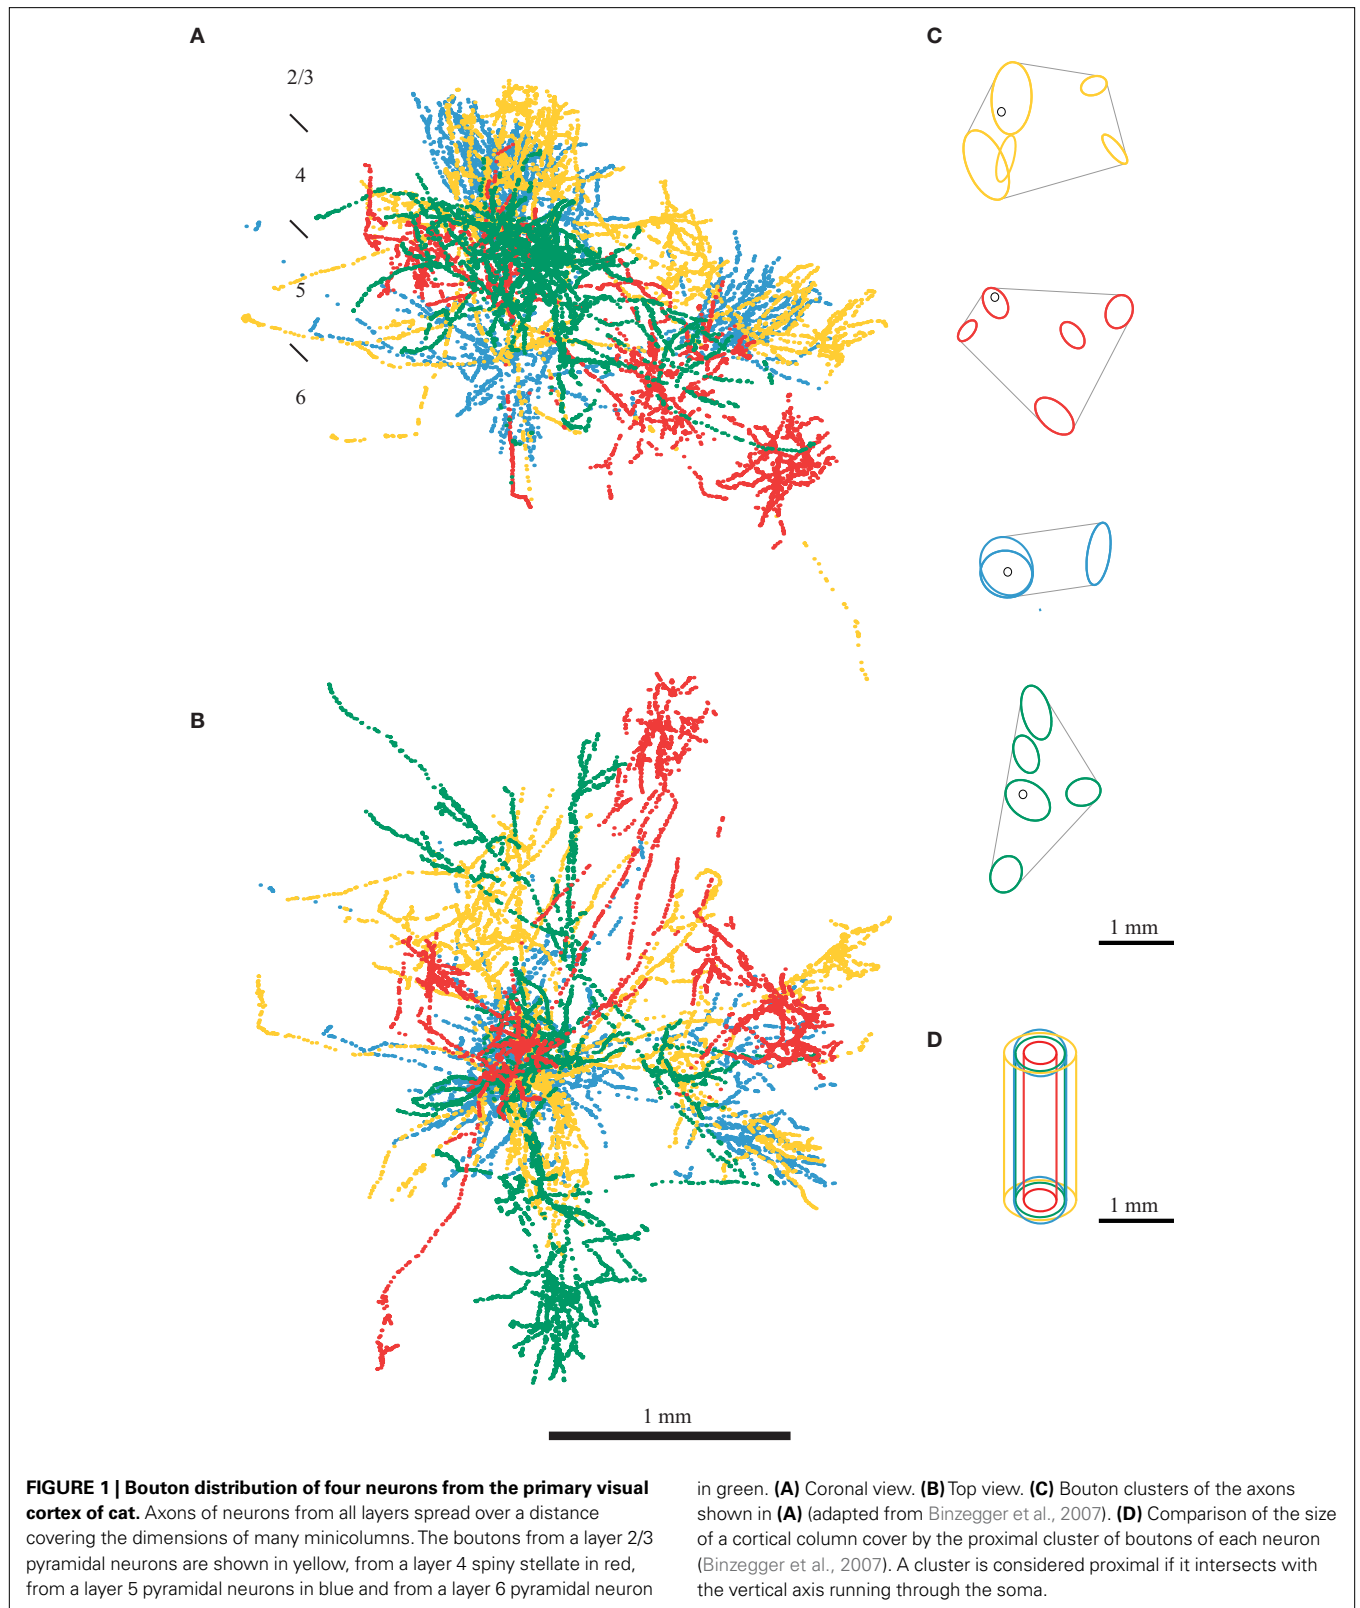 A
C
2/3
4
5
6
B
1 mm
D
1 mm
1 mm
FIGURE 1 | Bouton distribution of four neurons from the primary visual
cortex of cat. Axons of neurons from all layers spread over a distance
covering the dimensions of many minicolumns. The boutons from a layer 2/3
pyramidal neurons are shown in yellow, from a layer 4 spiny stellate in red,
from a layer 5 pyramidal neurons in blue and from a layer 6 pyramidal neuron
in green. (A) Coronal view. (B) Top view. (C) Bouton clusters of the axons
shown in (A) (adapted from Binzegger et al., 2007). (D) Comparison of the size
of a cortical column cover by the proximal cluster of boutons of each neuron
(Binzegger et al., 2007). A cluster is considered proximal if it intersects with
the vertical axis running through the soma.